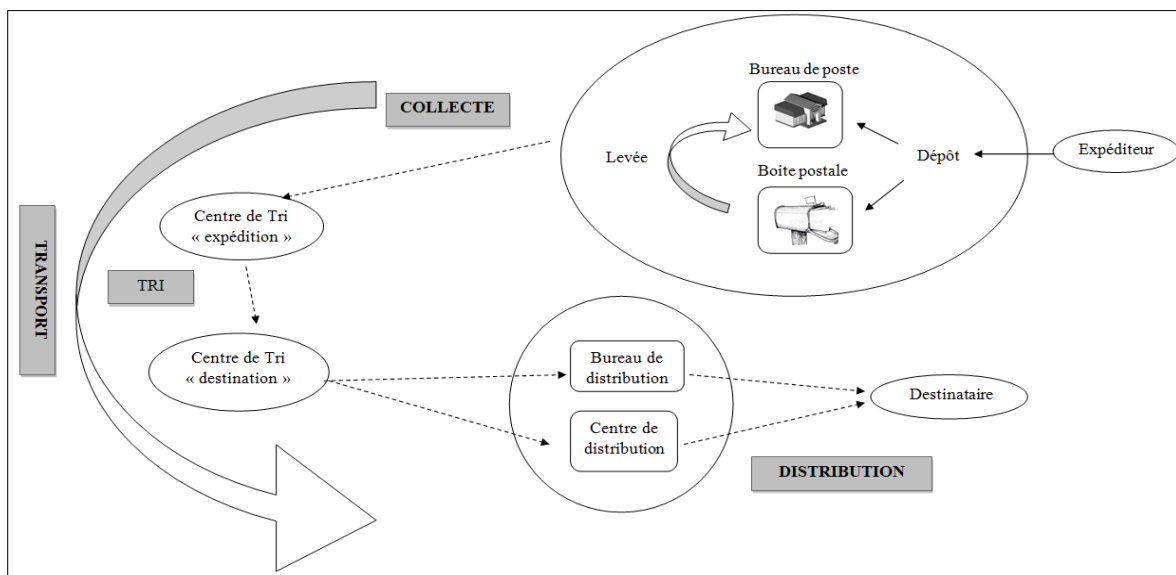 COLLECTE
Bureau de poste
Levée
Dépôt
Expéditeur
Boite postale
Centre de Tri
« expédition »
TRANSPORT
TRI
Centre de Tri
« destination »
Bureau de
distribution
Destinataire
Centre de
distribution
DISTRIBUTION